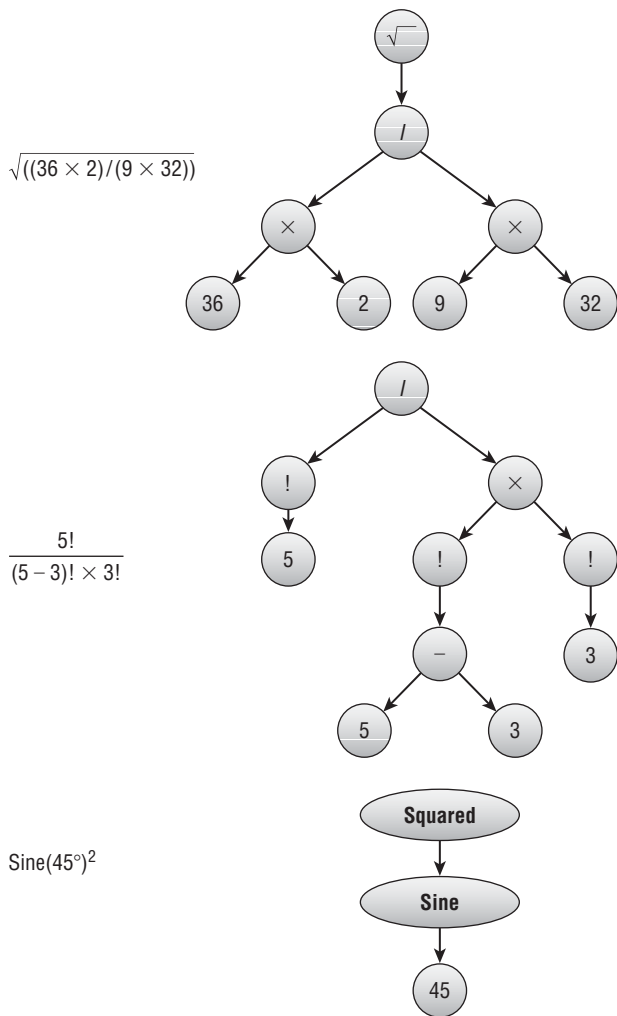 √
/
√((36 × 2)/(9 × 32))
× ×
36 2 9 32
/
! ×
5!
(5 – 3)! × 3!
5 ! !
– 3
5 3
Squared
Sine(45°)²
Sine
45